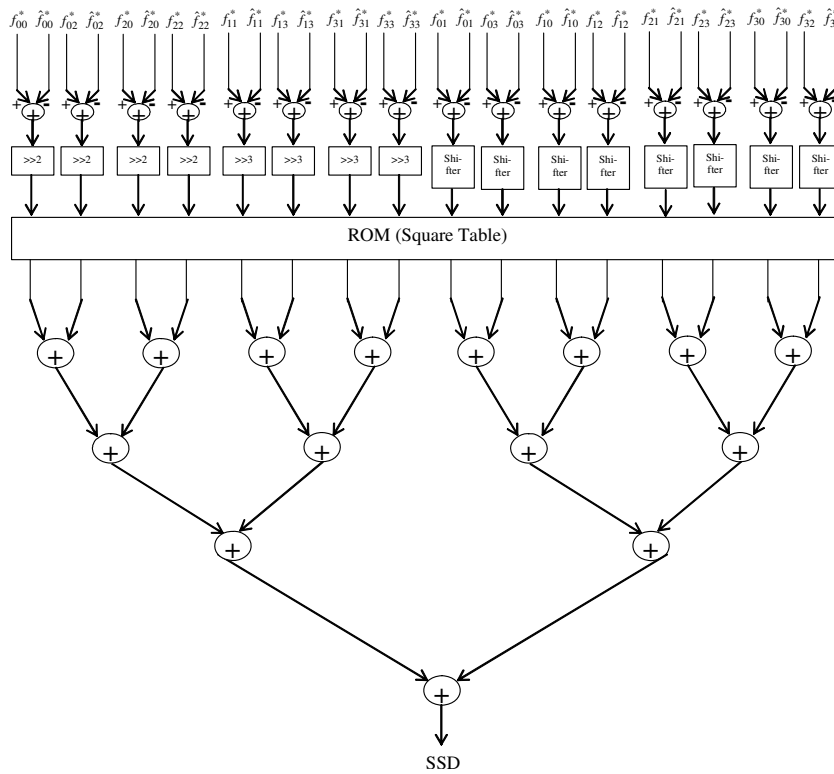 f*00 f̂*00 f*02 f̂*02 f*20 f̂*20 f*22 f̂*22 f*11 f̂*11 f*13 f̂*13 f*31 f̂*31 f*33 f̂*33 f*01 f̂*01 f*03 f̂*03 f*10 f̂*10 f*12 f̂*12 f*21 f̂*21 f*23 f̂*23 f*30 f̂*30 f*32
+ - + - + - + - + - + - + - + - + - + - + - + - + - + - + - + -
+ + + + + + + + + + + + + + + +
>>2 >>2 >>2 >>2 >>3 >>3 >>3 >>3 Shi- Shi- Shi- Shi- Shi- Shi- Shi- Shi-
fter fter fter fter fter fter fter fter
ROM (Square Table)
+ + + + + + + +
+ + + +
+ +
+
SSD